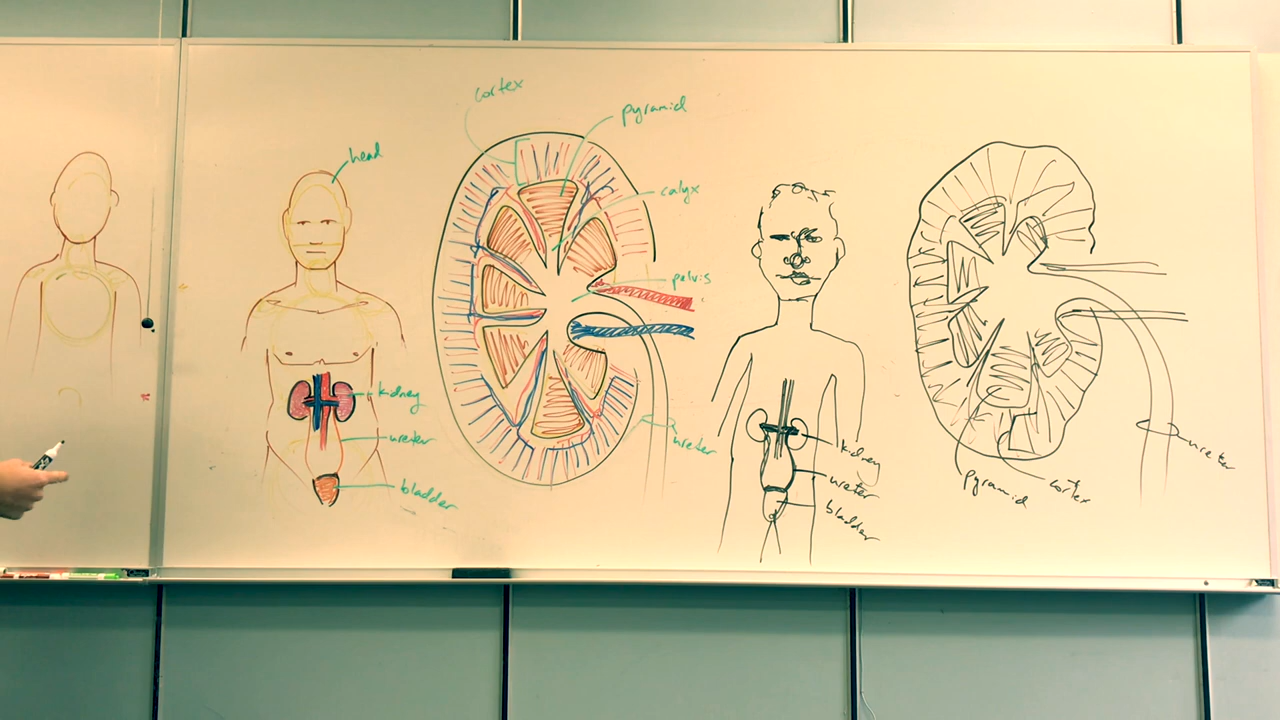 cortex
pyramid
head
calyx
pelvis
kidney
ureter
bladder
ureter
kidney
ureter
bladder
pyramid
cortex
ureter